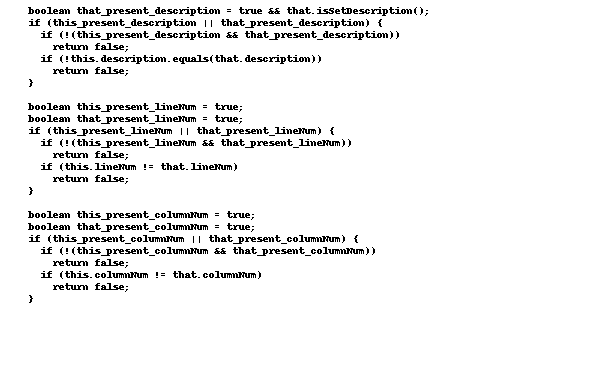 boolean that_present_description = true && that.isSetDescription();
if (this_present_description || that_present_description) {
if (!(this_present_description && that_present_description))
return false;
if (!this.description.equals(that.description))
return false;
}
boolean this_present_lineNum = true;
boolean that_present_lineNum = true;
if (this_present_lineNum || that_present_lineNum) {
if (!(this_present_lineNum && that_present_lineNum))
return false;
if (this.lineNum != that.lineNum)
return false;
}
boolean this_present_columnNum = true;
boolean that_present_columnNum = true;
if (this_present_columnNum || that_present_columnNum) {
if (!(this_present_columnNum && that_present_columnNum))
return false;
if (this.columnNum != that.columnNum)
return false;
}